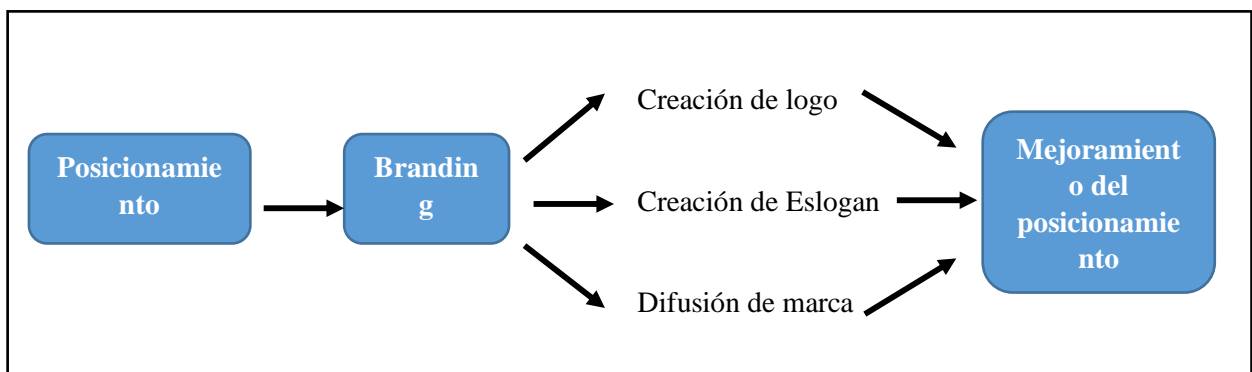 Posicionamie
nto
Brandin
g
Creación de logo
Creación de Eslogan
Difusión de marca
Mejoramient
o del
posicionamie
nto